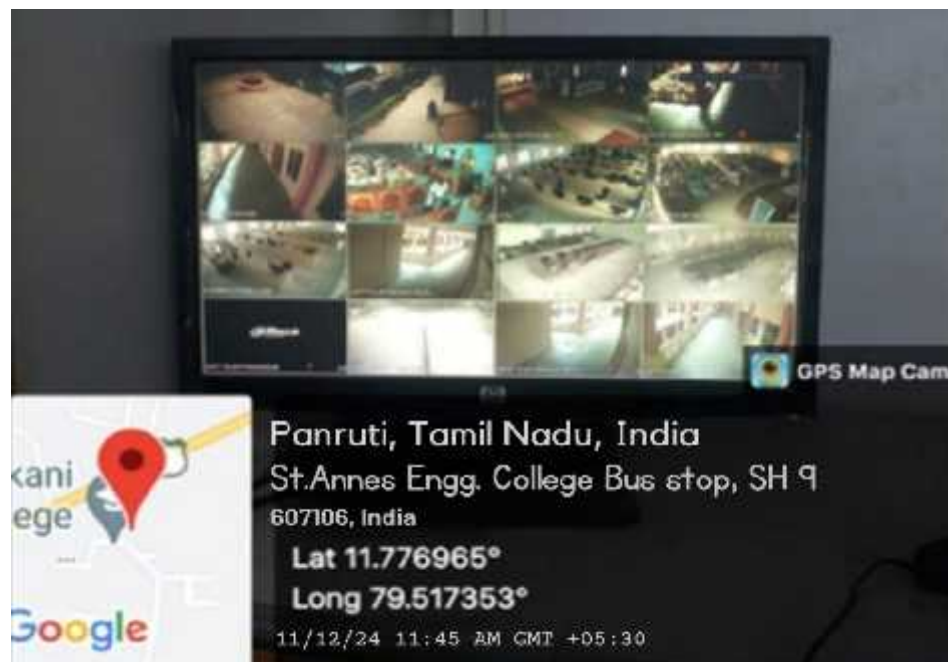 GPS Map Cam
Panruti, Tamil Nadu, India
St.Annes Engg. College Bus stop, SH 9
607106, India
Lat 11.776965°
Long 79.517353°
11/12/24 11:45 AM GMT +05:30
kani
ege
Google